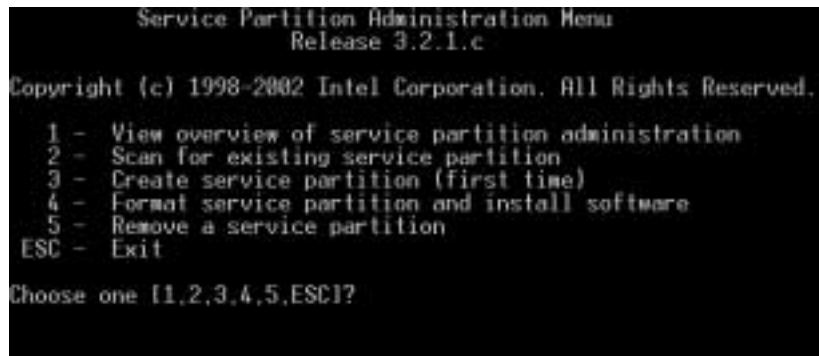 Service Partition Administration Menu
Release 3.2.1.c
Copyright (c) 1998-2002 Intel Corporation. All Rights Reserved.
1 - View overview of service partition administration
2 - Scan for existing service partition
3 - Create service partition (first time)
4 - Format service partition and install software
5 - Remove a service partition
ESC - Exit
Choose one [1,2,3,4,5,ESC]?